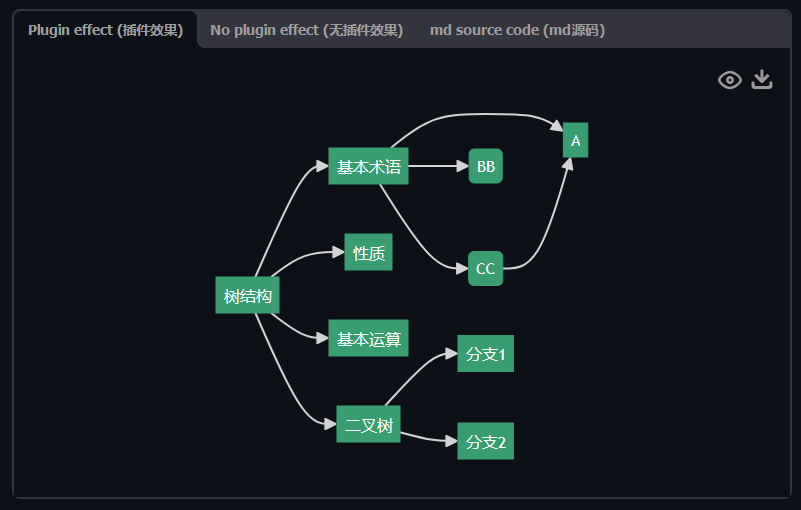 Plugin effect (插件效果)
No plugin effect (无插件效果)
md source code (md源码)
A
基本术语
BB
性质
CC
树结构
基本运算
分支1
二叉树
分支2